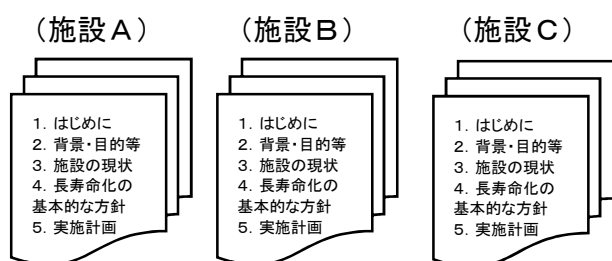 （施設Ａ）
1. はじめに
2. 背景・目的等
3. 施設の現状
4. 長寿命化の
基本的な方針
5. 実施計画
（施設Ｂ）
1. はじめに
2. 背景・目的等
3. 施設の現状
4. 長寿命化の
基本的な方針
5. 実施計画
（施設Ｃ）
1. はじめに
2. 背景・目的等
3. 施設の現状
4. 長寿命化の
基本的な方針
5. 実施計画